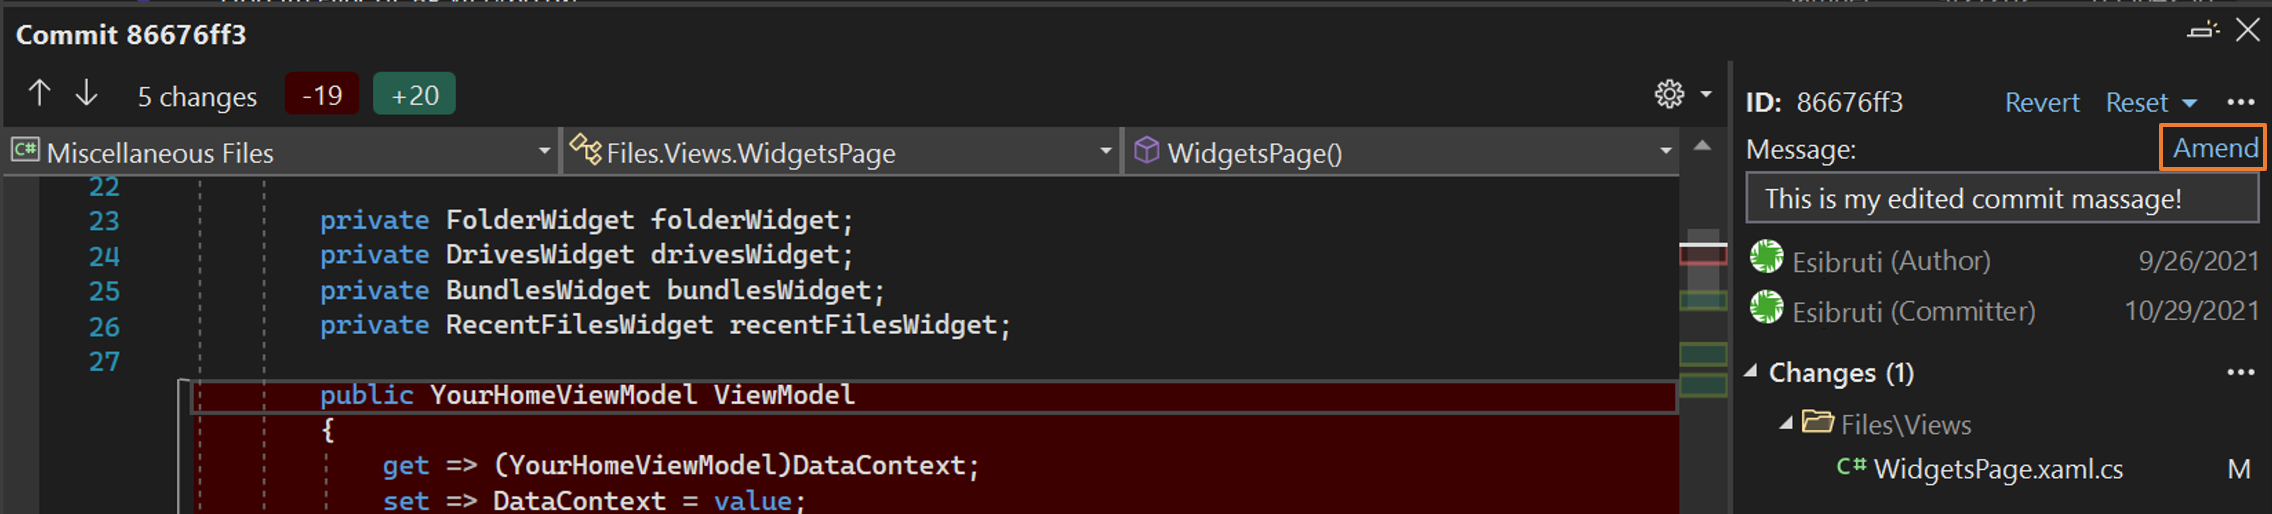 Commit 86676ff3
5 changes -19 +20
C# Miscellaneous Files Files.Views.WidgetsPage WidgetsPage()
22
23 private FolderWidget folderWidget;
24 private DrivesWidget drivesWidget;
25 private BundlesWidget bundlesWidget;
26 private RecentFilesWidget recentFilesWidget;
27
public YourHomeViewModel ViewModel
{
get => (YourHomeViewModel)DataContext;
set => DataContext = value;
ID: 86676ff3 Revert Reset ...
Message: Amend
This is my edited commit massage!
Esibruti (Author) 9/26/2021
Esibruti (Committer) 10/29/2021
Changes (1) ...
Files\Views
C# WidgetsPage.xaml.cs M